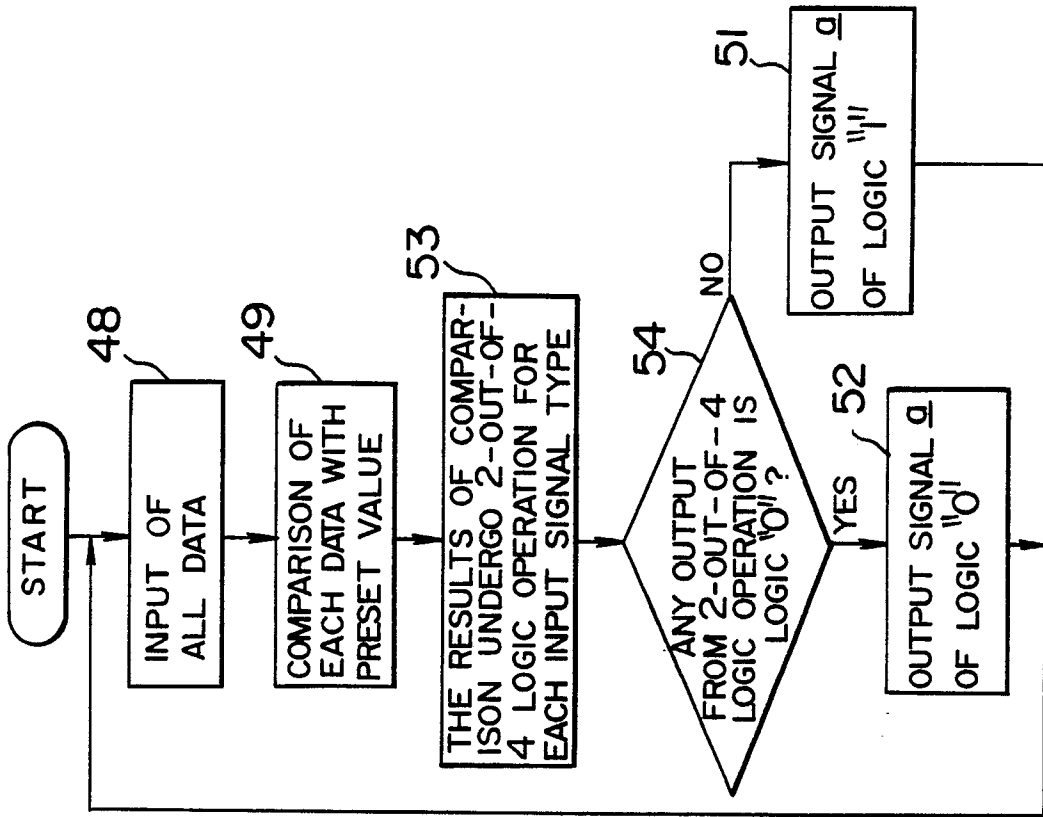 START
48
INPUT OF
ALL DATA
49
COMPARISON OF
EACH DATA WITH
PRESET VALUE
53
THE RESULTS OF COMPAR-
ISON UNDERGO 2-OUT-OF-
4 LOGIC OPERATION FOR
EACH INPUT SIGNAL TYPE
54
ANY OUTPUT
FROM 2-OUT-OF-4
LOGIC OPERATION IS
LOGIC "0" ?
NO
YES
51
OUTPUT SIGNAL a
OF LOGIC "1"
52
OUTPUT SIGNAL a
OF LOGIC "0"